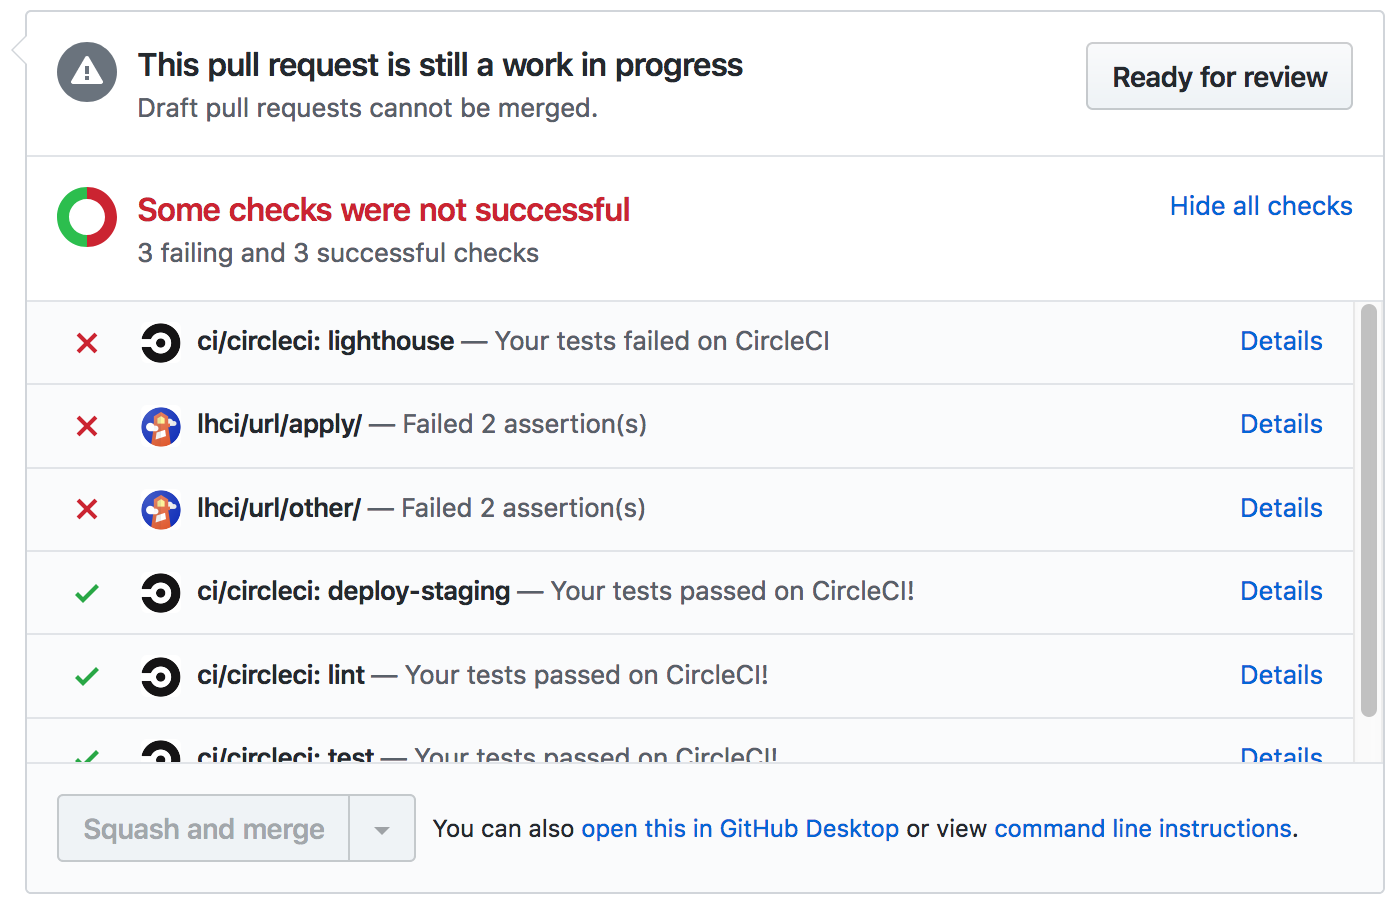 This pull request is still a work in progress
Draft pull requests cannot be merged.
Ready for review
Some checks were not successful
3 failing and 3 successful checks
Hide all checks
ci/circleci: lighthouse — Your tests failed on CircleCI
Details
lhci/url/apply/ — Failed 2 assertion(s)
Details
lhci/url/other/ — Failed 2 assertion(s)
Details
ci/circleci: deploy-staging — Your tests passed on CircleCI!
Details
ci/circleci: lint — Your tests passed on CircleCI!
Details
ci/circleci: test — Your tests passed on CircleCI!
Details
Squash and merge
You can also open this in GitHub Desktop or view command line instructions.